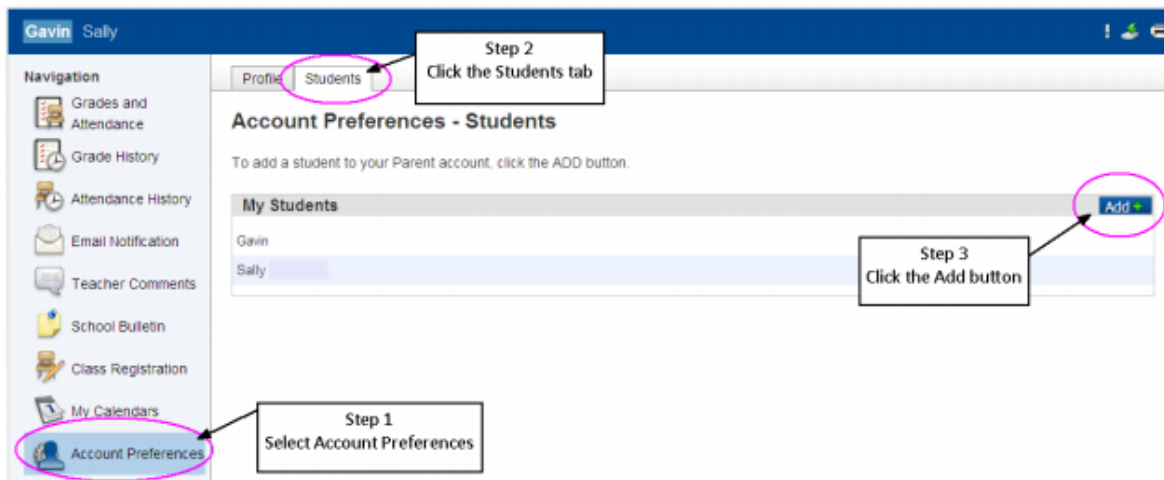 Gavin Sally
Step 2
Click the Students tab
Navigation
Profile Students
Grades and
Attendance
Account Preferences - Students
Grade History
To add a student to your Parent account, click the ADD button.
Attendance History
My Students
Add
Email Notification
Gavin
Sally
Step 3
Click the Add button
Teacher Comments
School Bulletin
Class Registration
My Calendars
Step 1
Select Account Preferences
Account Preferences